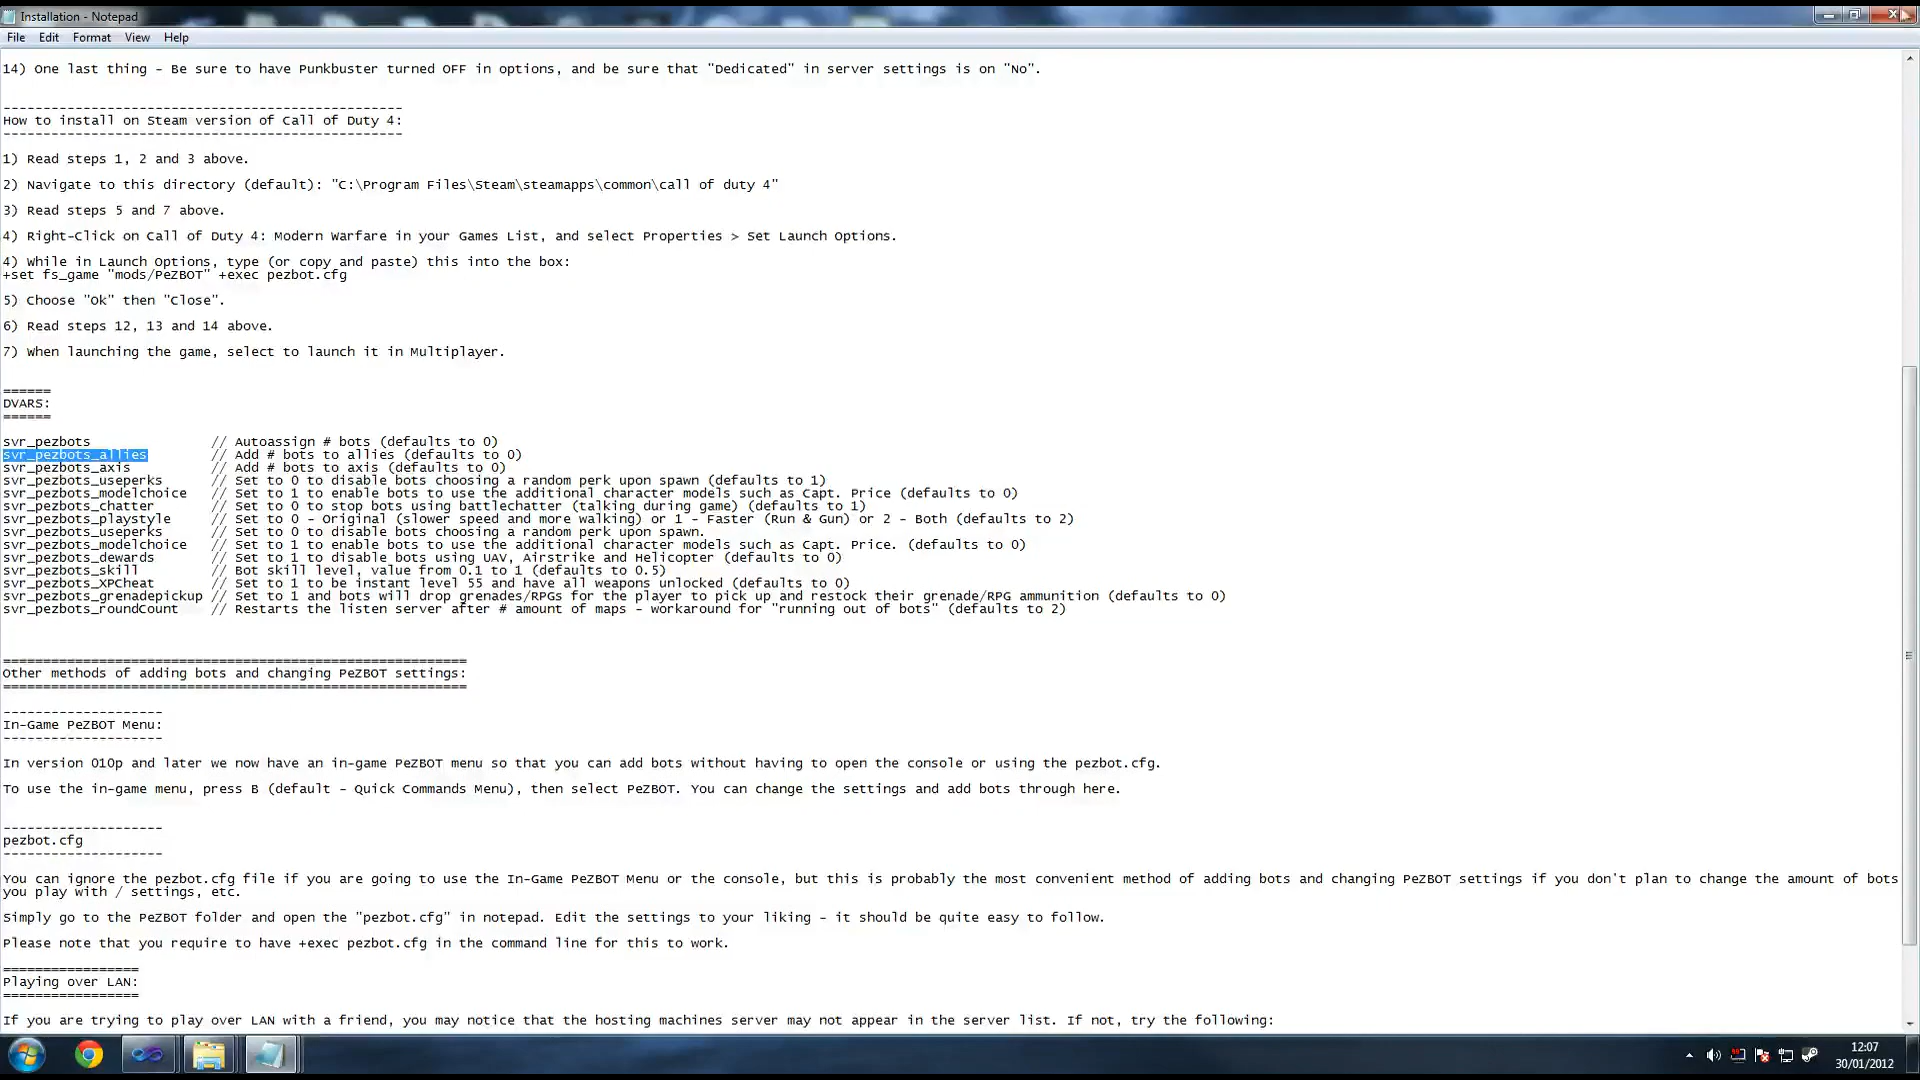 Installation - Notepad
File Edit Format View Help
14) One last thing - Be sure to have Punkbuster turned OFF in options, and be sure that "Dedicated" in server settings is on "No".
--------------------------------------------------
How to install on Steam version of Call of Duty 4:
--------------------------------------------------
1) Read steps 1, 2 and 3 above.
2) Navigate to this directory (default): "C:\Program Files\Steam\steamapps\common\call of duty 4"
3) Read steps 5 and 7 above.
4) Right-Click on Call of Duty 4: Modern Warfare in your Games List, and select Properties > Set Launch Options.
4) While in Launch Options, type (or copy and paste) this into the box:
+set fs_game "mods/PeZBOT" +exec pezbot.cfg
5) Choose "Ok" then "Close".
6) Read steps 12, 13 and 14 above.
7) When launching the game, select to launch it in Multiplayer.
======
DVARS:
======
svr_pezbots // Autoassign # bots (defaults to 0)
svr_pezbots_allies // Add # bots to allies (defaults to 0)
svr_pezbots_axis // Add # bots to axis (defaults to 0)
svr_pezbots_useperks // Set to 0 to disable bots choosing a random perk upon spawn (defaults to 1)
svr_pezbots_modelchoice // Set to 1 to enable bots to use the additional character models such as Capt. Price (defaults to 0)
svr_pezbots_chatter // Set to 0 to stop bots using battlechatter (talking during game) (defaults to 1)
svr_pezbots_playstyle // Set to 0 - Original (slower speed and more walking) or 1 - Faster (Run & Gun) or 2 - Both (defaults to 2)
svr_pezbots_useperks // Set to 0 to disable bots choosing a random perk upon spawn.
svr_pezbots_modelchoice // Set to 1 to enable bots to use the additional character models such as Capt. Price. (defaults to 0)
svr_pezbots_dewards // Set to 1 to disable bots using UAV, Airstrike and Helicopter (defaults to 0)
svr_pezbots_skill // Bot skill level, value from 0.1 to 1 (defaults to 0.5)
svr_pezbots_XPCheat // Set to 1 to be instant level 55 and have all weapons unlocked (defaults to 0)
svr_pezbots_grenadepickup // Set to 1 and bots will drop grenades/RPGs for the player to pick up and restock their grenade/RPG ammunition (defaults to 0)
svr_pezbots_roundCount // Restarts the listen server after # amount of maps - workaround for "running out of bots" (defaults to 2)
==========================================================
Other methods of adding bots and changing PeZBOT settings:
==========================================================
--------------------
In-Game PeZBOT Menu:
--------------------
In version 010p and later we now have an in-game PeZBOT menu so that you can add bots without having to open the console or using the pezbot.cfg.
To use the in-game menu, press B (default - Quick Commands Menu), then select PeZBOT. You can change the settings and add bots through here.
--------------------
pezbot.cfg
--------------------
You can ignore the pezbot.cfg file if you are going to use the In-Game PeZBOT Menu or the console, but this is probably the most convenient method of adding bots and changing PeZBOT settings if you don't plan to change the amount of bots
you play with / settings, etc.
Simply go to the PeZBOT folder and open the "pezbot.cfg" in notepad. Edit the settings to your liking - it should be quite easy to follow.
Please note that you require to have +exec pezbot.cfg in the command line for this to work.
=================
Playing over LAN:
=================
If you are trying to play over LAN with a friend, you may notice that the hosting machines server may not appear in the server list. If not, try the following:
12:07
30/01/2012